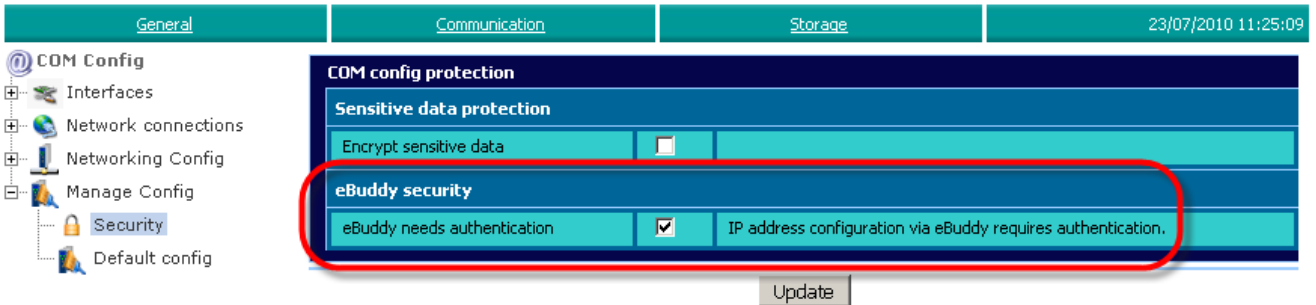 General Communication Storage 23/07/2010 11:25:09
COM Config
Interfaces
Network connections
Networking Config
Manage Config
Security
Default config
COM config protection
Sensitive data protection
Encrypt sensitive data
eBuddy security
eBuddy needs authentication IP address configuration via eBuddy requires authentication.
Update